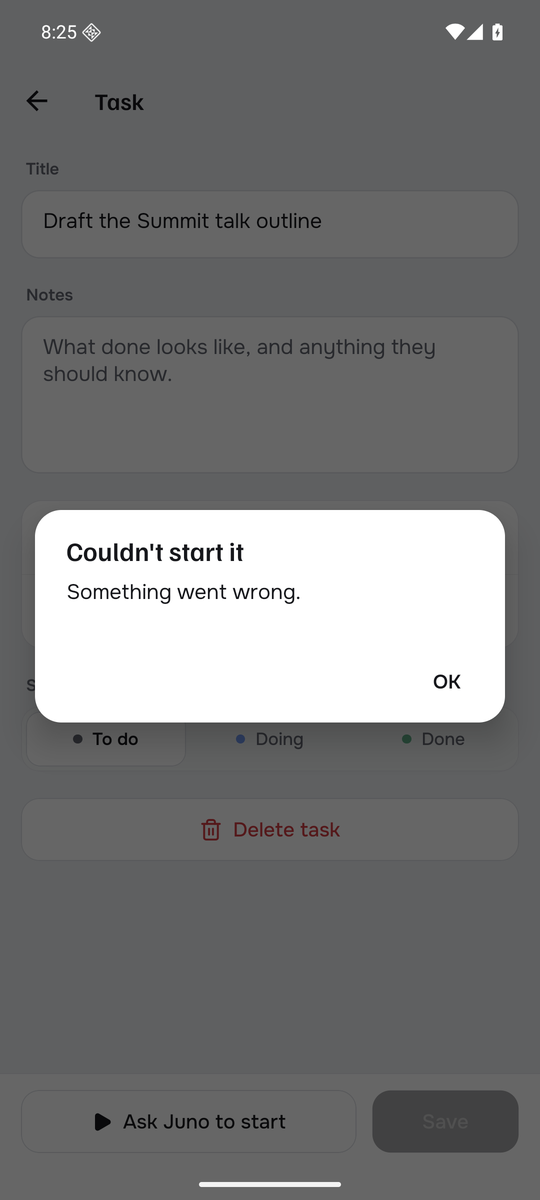 8:25
Task
Title
Draft the Summit talk outline
Notes
What done looks like, and anything they
should know.
Couldn't start it
Something went wrong.
OK
To do
Doing
Done
Delete task
Ask Juno to start
Save